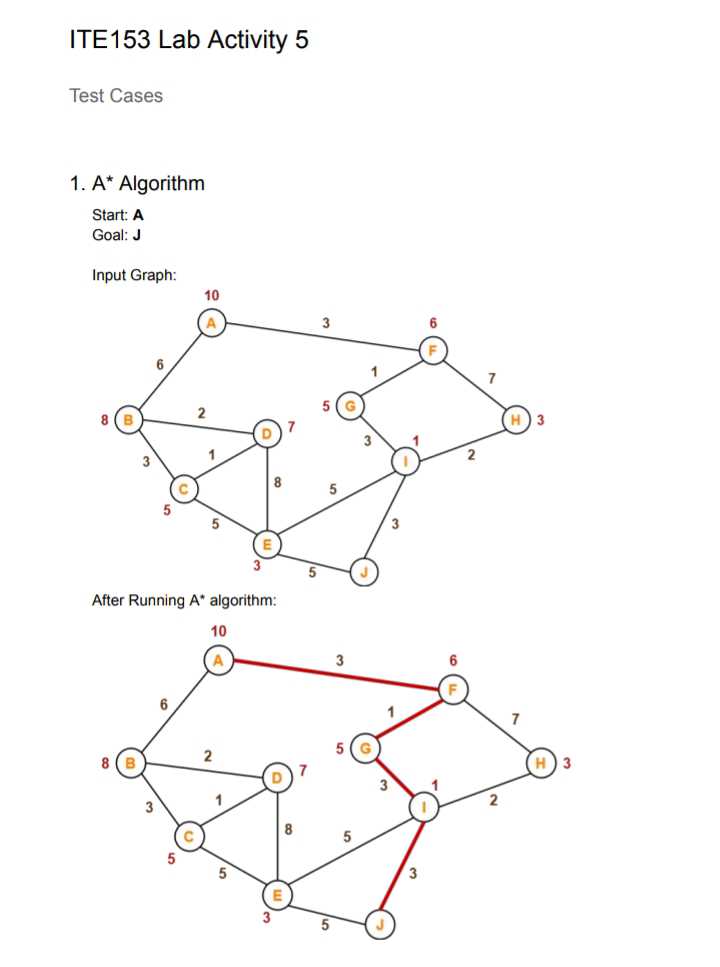 ITE153 Lab Activity 5
Test Cases
1. A* Algorithm
Start: A
Goal: J
Input Graph:
10
A 3 6
F
6 1 7
5 G
8 B 2 D 7 H 3
3 1
3 1 I 2
C 8 5
5 5 3
E
3 5 J
After Running A* algorithm:
10
A 3 6
F
6 1 7
5 G
8 B 2 D 7 H 3
3 1
3 1 I 2
C 8 5
5 5 3
E
3 5 J